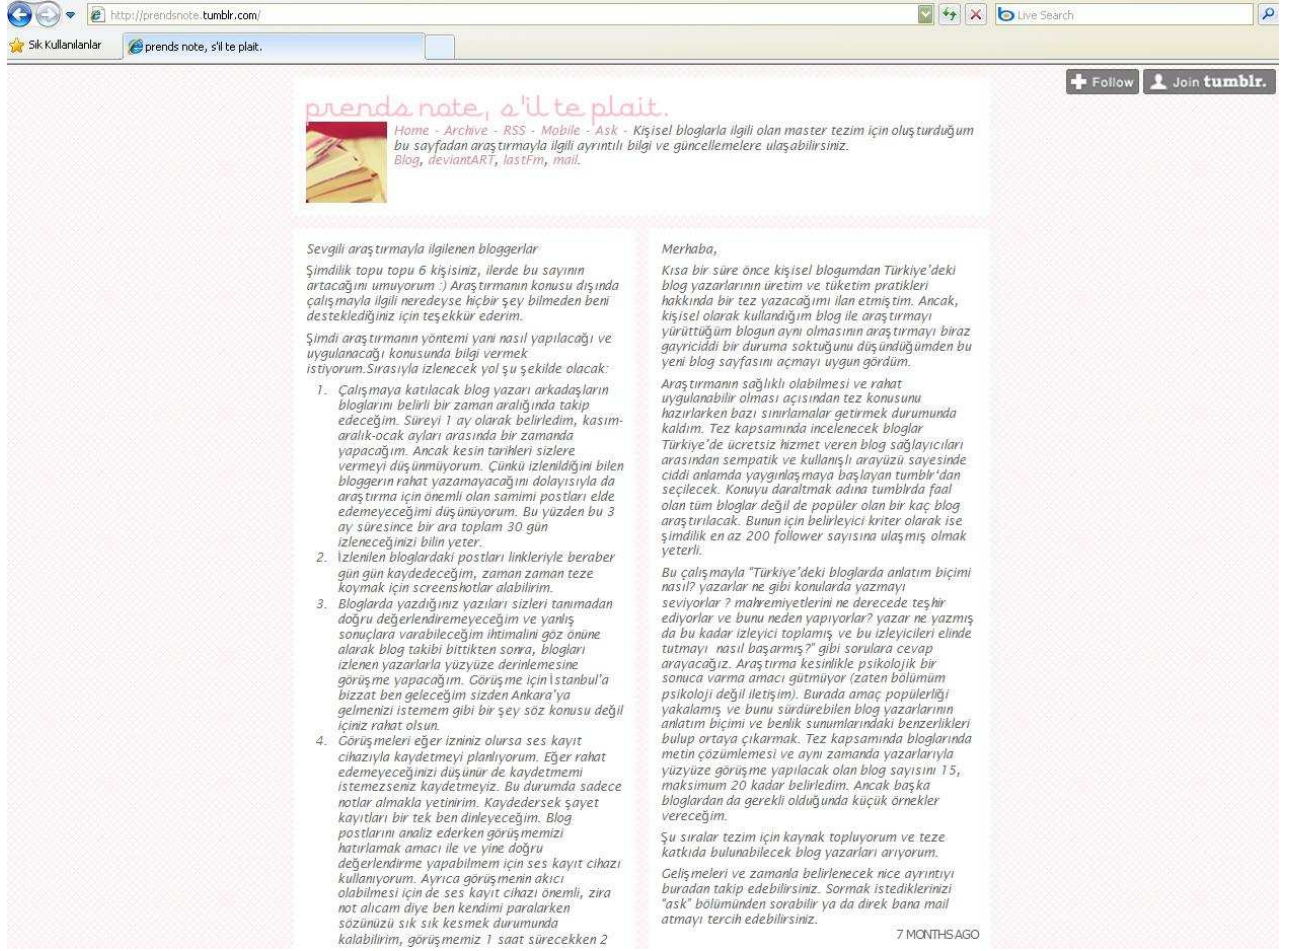 http://prendsnote.tumblr.com/
Live Search
Sık Kullanılanlar
prends note, s'il te plait.
Follow
Join tumblr.
prends note, s'il te plait.
Home - Archive - RSS - Mobile - Ask - Kişisel bloglarla ilgili olan master tezim için oluşturduğum
bu sayfadan araştırmayla ilgili ayrıntılı bilgi ve güncellemelere ulaşabilirsiniz.
Blog, deviantART, lastFm, mail.
Sevgili araştırmayla ilgilenen bloggerlar
Şimdilik topu topu 6 kişisiniz, ilerde bu sayının
artacağını umuyorum :) Araştırmanın konusu dışında
çalışmayla ilgili neredeyse hiçbir şey bilmeden beni
desteklediğiniz için teşekkür ederim.
Şimdi araştırmanın yöntemi yani nasıl yapılacağı ve
uygulanacağı konusunda bilgi vermek
istiyorum.Sırasıyla izlenecek yol şu şekilde olacak:
1. Çalışmaya katılacak blog yazarı arkadaşların
bloglarını belirli bir zaman aralığında takip
edeceğim. Süreyi 1 ay olarak belirledim, kasım-
aralık-ocak ayları arasında bir zamanda
yapacağım. Ancak kesin tarihleri sizlere
vermeyi düşünmüyorum. Çünkü izlenildiğini bilen
bloggerın rahat yazamayacağını dolayısıyla da
araştırma için önemli olan samimi postları elde
edemeyeceğimi düşünüyorum. Bu yüzden bu 3
ay süresince bir ara toplam 30 gün
izleneceğinizi bilin yeter.
2. İzlenilen bloglardaki postları linkleriyle beraber
gün gün kaydedeceğim, zaman zaman teze
koymak için screenshotlar alabilirim.
3. Bloglarda yazdığınız yazıları sizleri tanımadan
doğru değerlendiremeyeceğim ve yanlış
sonuçlara varabileceğim ihtimalini göz önüne
alarak blog takibi bittikten sonra, blogları
izlenen yazarlarla yüzyüze derinlemesine
görüşme yapacağım. Görüşme için İstanbul'a
bizzat ben geleceğim sizden Ankara'ya
gelmenizi istemem gibi bir şey söz konusu değil
içiniz rahat olsun.
4. Görüşmeleri eğer izniniz olursa ses kayıt
cihazıyla kaydetmeyi planlıyorum. Eğer rahat
edemeyeceğinizi düşünür de kaydetmemi
istemezseniz kaydetmeyiz. Bu durumda sadece
notlar almakla yetinirim. Kaydedersek şayet
kayıtları bir tek ben dinleyeceğim. Blog
postlarını analiz ederken görüşmemizi
hatırlamak amacı ile ve yine doğru
değerlendirme yapabilmem için ses kayıt cihazı
kullanıyorum. Ayrıca görüşmenin akıcı
olabilmesi için de ses kayıt cihazı önemli, zira
not alıcam diye ben kendimi paralarken
sözünüzü sık sık kesmek durumunda
kalabilirim, görüşmemiz 1 saat sürecekken 2
Merhaba,
Kısa bir süre önce kişisel blogumdan Türkiye'deki
blog yazarlarının üretim ve tüketim pratikleri
hakkında bir tez yazacağımı ilan etmiştim. Ancak,
kişisel olarak kullandığım blog ile araştırmayı
yürüttüğüm blogun aynı olmasının araştırmayı biraz
gayriciddi bir duruma soktuğunu düşündüğümden bu
yeni blog sayfasını açmayı uygun gördüm.
Araştırmanın sağlıklı olabilmesi ve rahat
uygulanabilir olması açısından tez konusunu
hazırlarken bazı sınırlamalar getirmek durumunda
kaldım. Tez kapsamında incelenecek bloglar
Türkiye'de ücretsiz hizmet veren blog sağlayıcıları
arasından sempatik ve kullanışlı arayüzü sayesinde
ciddi anlamda yaygınlaşmaya başlayan tumblr'dan
seçilecek. Konuyu daraltmak adına tumblrda faal
olan tüm bloglar değil de popüler olan bir kaç blog
araştırılacak. Bunun için belirleyici kriter olarak ise
şimdilik en az 200 follower sayısına ulaşmış olmak
yeterli.
Bu çalışmayla "Türkiye'deki bloglarda anlatım biçimi
nasıl? yazarlar ne gibi konularda yazmayı
seviyorlar ? mahremiyetlerini ne derecede teşhir
ediyorlar ve bunu neden yapıyorlar? yazar ne yazmış
da bu kadar izleyici toplamış ve bu izleyicileri elinde
tutmayı nasıl başarmış?" gibi sorulara cevap
arayacağız. Araştırma kesinlikle psikolojik bir
sonuca varma amacı gütmüyor (zaten bölümüm
psikoloji değil iletişim). Burada amaç popülerliği
yakalamış ve bunu sürdürebilen blog yazarlarının
anlatım biçimi ve benlik sunumlarındaki benzerlikleri
bulup ortaya çıkarmak. Tez kapsamında bloglarında
metin çözümlemesi ve aynı zamanda yazarlarıyla
yüzyüze görüşme yapılacak olan blog sayısını 15,
maksimum 20 kadar belirledim. Ancak başka
bloglardan da gerekli olduğunda küçük örnekler
vereceğim.
Şu sıralar tezim için kaynak topluyorum ve teze
katkıda bulunabilecek blog yazarları arıyorum.
Gelişmeleri ve zamanla belirlenecek nice ayrıntıyı
buradan takip edebilirsiniz. Sormak istediklerinizi
"ask" bölümünden sorabilir ya da direk bana mail
atmayı tercih edebilirsiniz.
7 MONTHS AGO